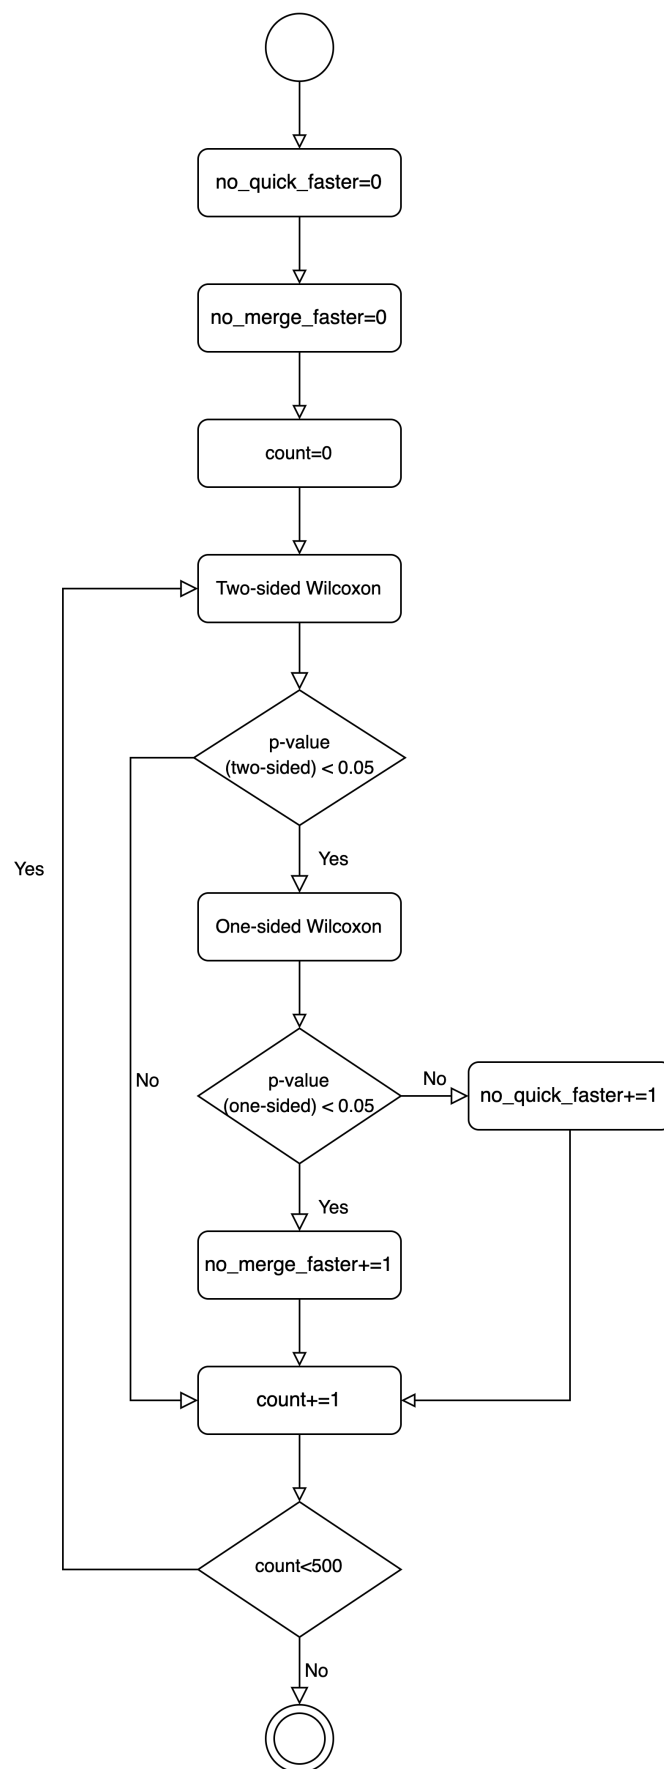 no_quick_faster=0
no_merge_faster=0
count=0
Two-sided Wilcoxon
p-value
(two-sided) < 0.05
Yes
Yes
One-sided Wilcoxon
p-value
(one-sided) < 0.05
No
No
no_quick_faster+=1
Yes
no_merge_faster+=1
count+=1
count<500
No